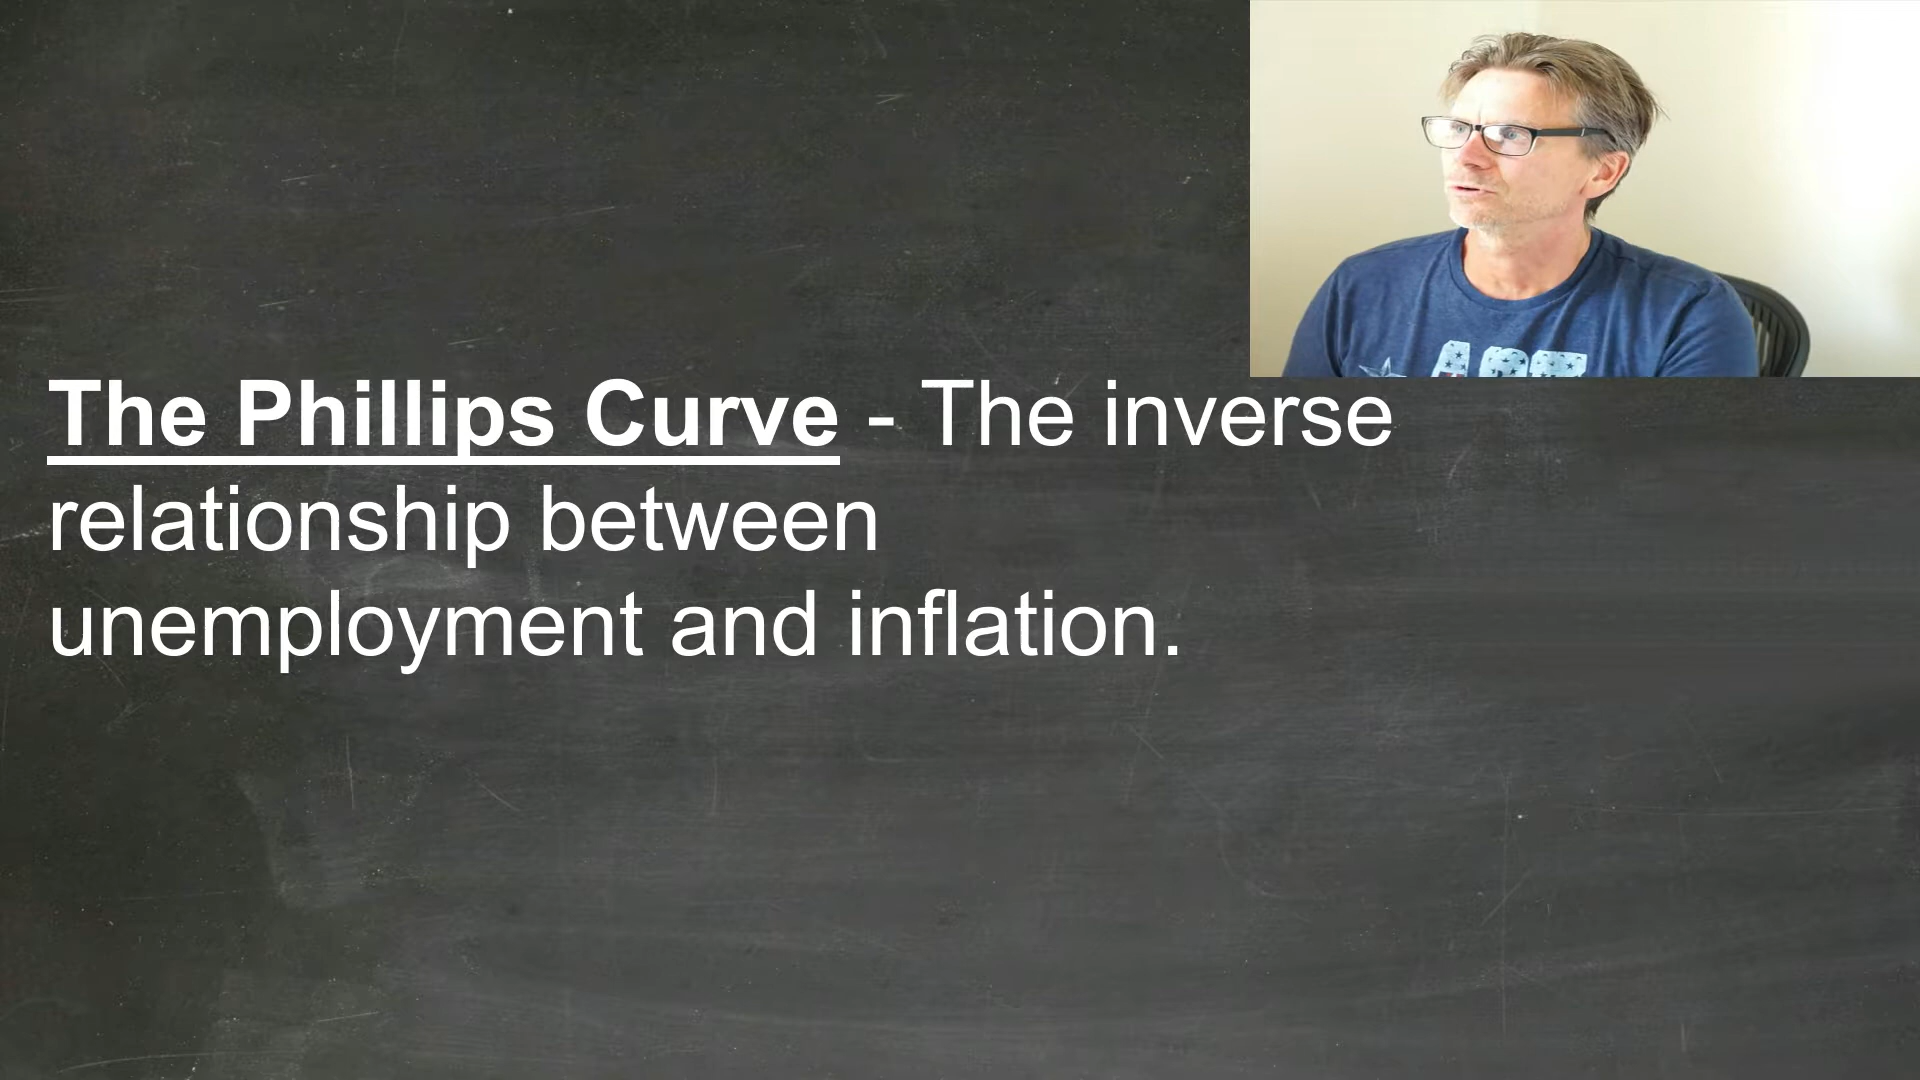 The Phillips Curve - The inverse
relationship between
unemployment and inflation.